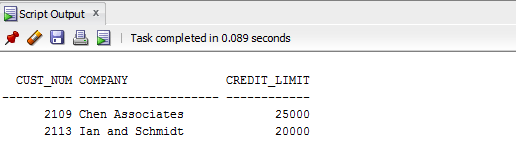 Script Output x
Task completed in 0.089 seconds
CUST_NUM COMPANY CREDIT_LIMIT
---------- -------------------- ------------
2109 Chen Associates 25000
2113 Ian and Schmidt 20000